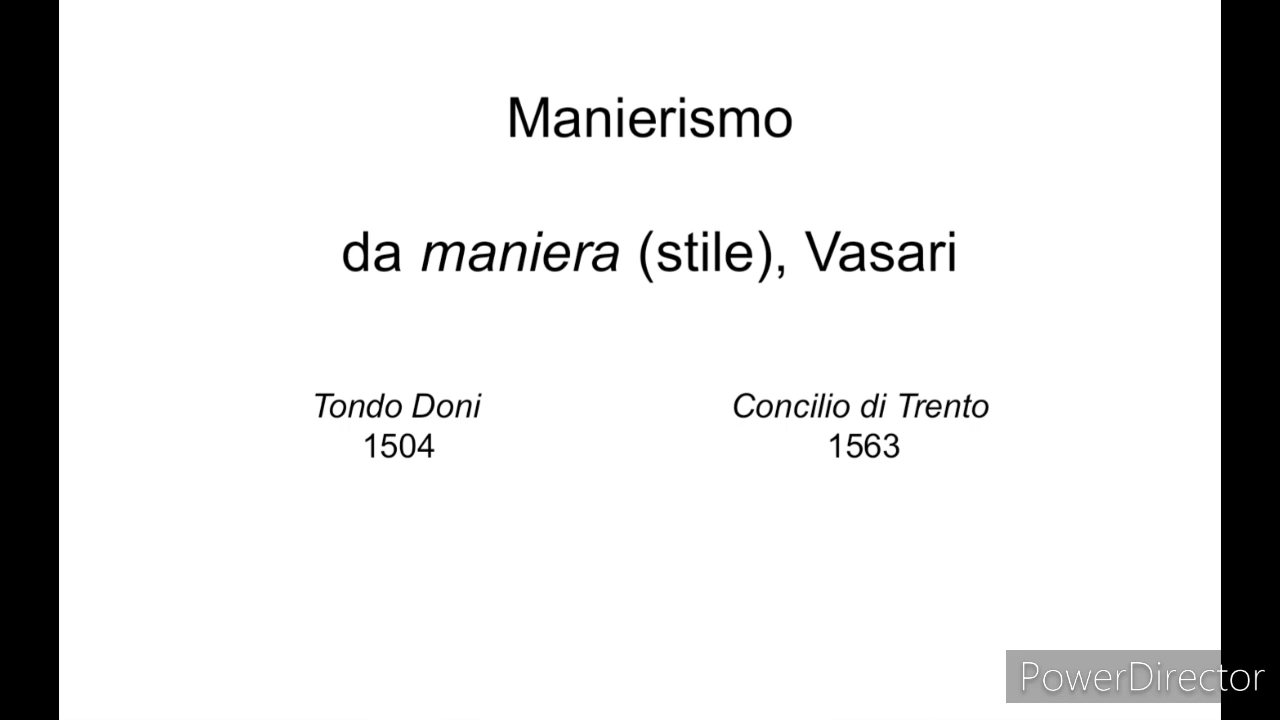 Manierismo
da maniera (stile), Vasari
Tondo Doni
1504
Concilio di Trento
1563
PowerDirector